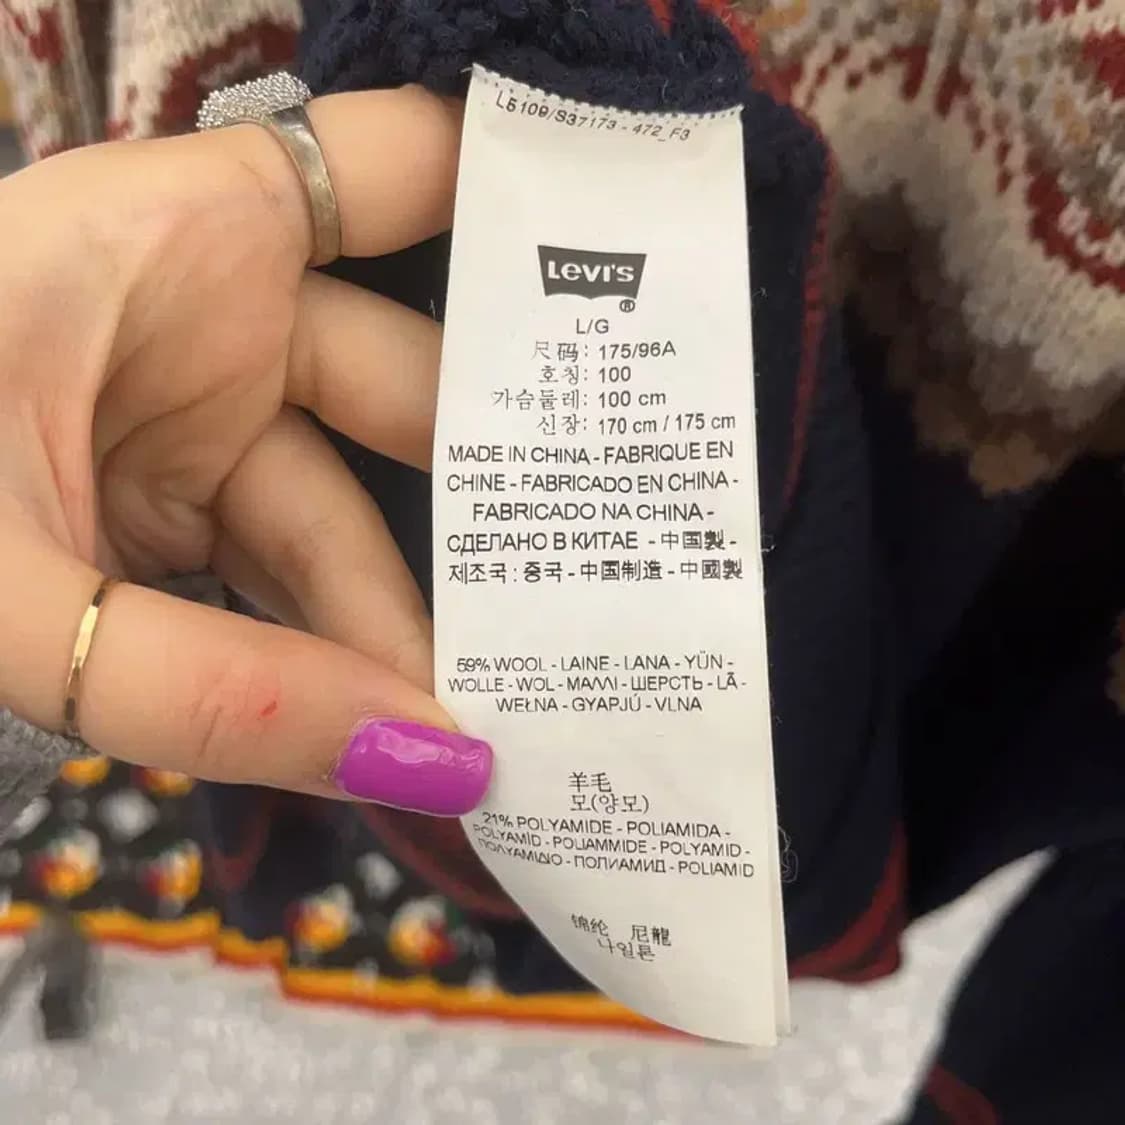 L5109/S37173 - 472_F3
Levi's
®
L/G
尺码: 175/96A
호칭: 100
가슴둘레: 100 cm
신장: 170 cm / 175 cm
MADE IN CHINA - FABRIQUE EN
CHINE - FABRICADO EN CHINA -
FABRICADO NA CHINA -
СДЕЛАНО В КИТАЕ - 中国製 -
제조국 : 중국 - 中国制造 - 中國製
59% WOOL - LAINE - LANA - YÜN -
WOLLE - WOL - ΜΑΛΛΙ - ШЕРСТЬ - LÃ -
WEŁNA - GYAPJÚ - VLNA
羊毛
모(양모)
21% POLYAMIDE - POLIAMIDA -
POLYAMID - POLIAMMIDE - POLYAMID -
ΠΟΛΥΑΜΙΔΙΟ - ПОЛИАМИД - POLIAMID
锦纶 尼龍
나일론